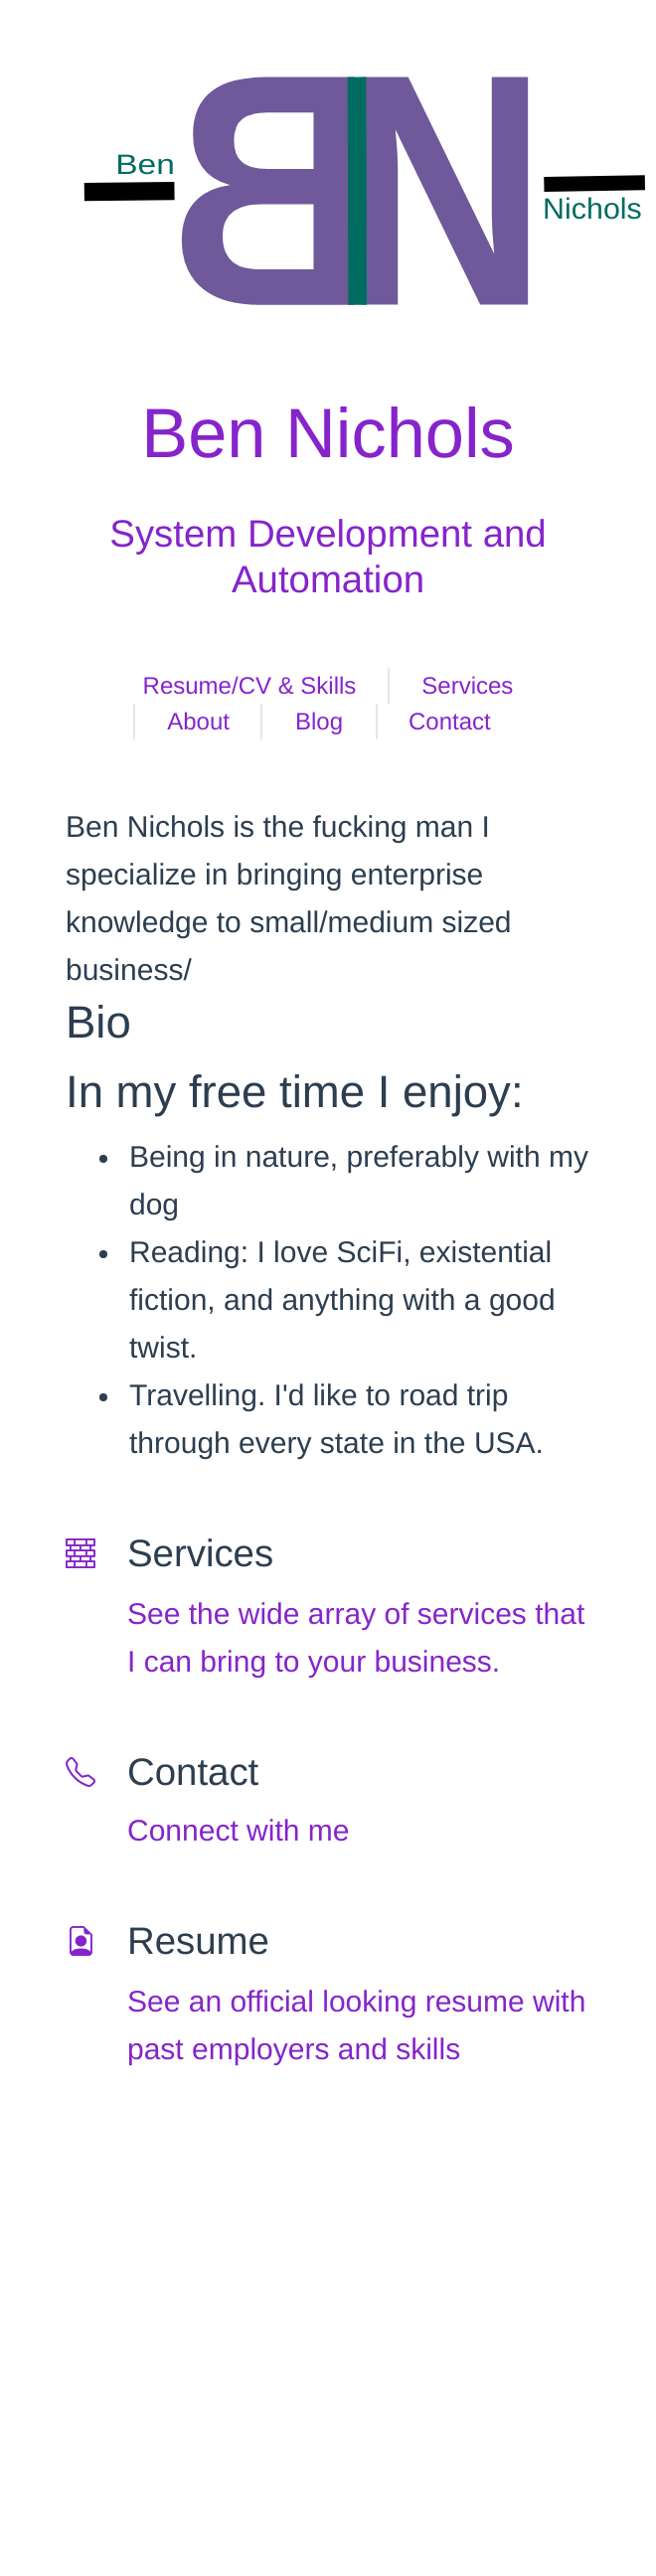 Ben
BN
Nichols
Ben Nichols
System Development and
Automation
Resume/CV & Skills
Services
About
Blog
Contact
Ben Nichols is the fucking man I
specialize in bringing enterprise
knowledge to small/medium sized
business/
Bio
In my free time I enjoy:
• Being in nature, preferably with my
dog
• Reading: I love SciFi, existential
fiction, and anything with a good
twist.
• Travelling. I'd like to road trip
through every state in the USA.
Services
See the wide array of services that
I can bring to your business.
Contact
Connect with me
Resume
See an official looking resume with
past employers and skills